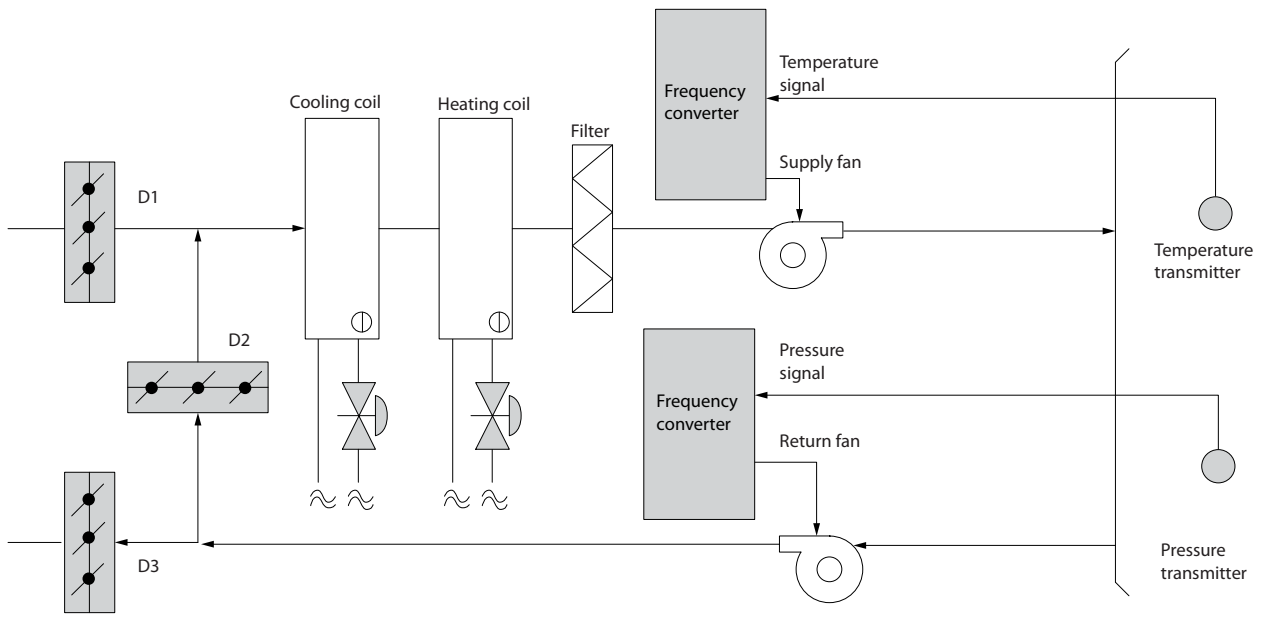 Temperature
signal
Cooling coil
Heating coil
Frequency
converter
Filter
Supply fan
D1
Temperature
transmitter
D2
Pressure
signal
Frequency
converter
Return fan
D3
Pressure
transmitter